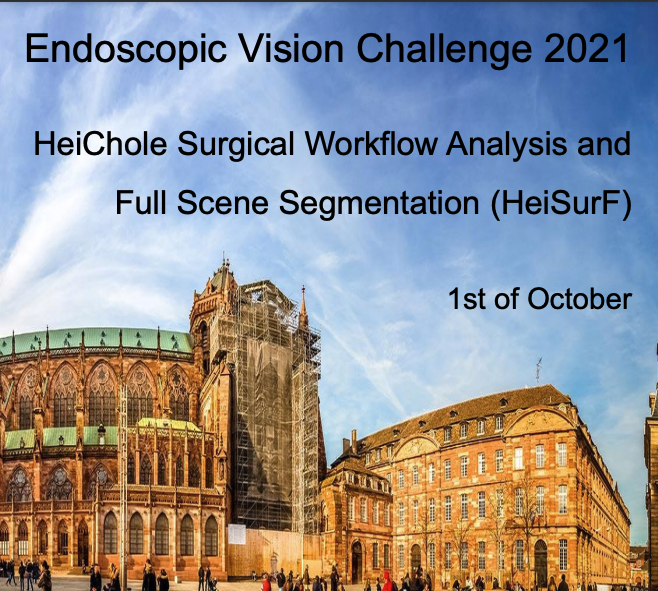 Endoscopic Vision Challenge 2021
HeiChole Surgical Workflow Analysis and
Full Scene Segmentation (HeiSurF)
1st of October